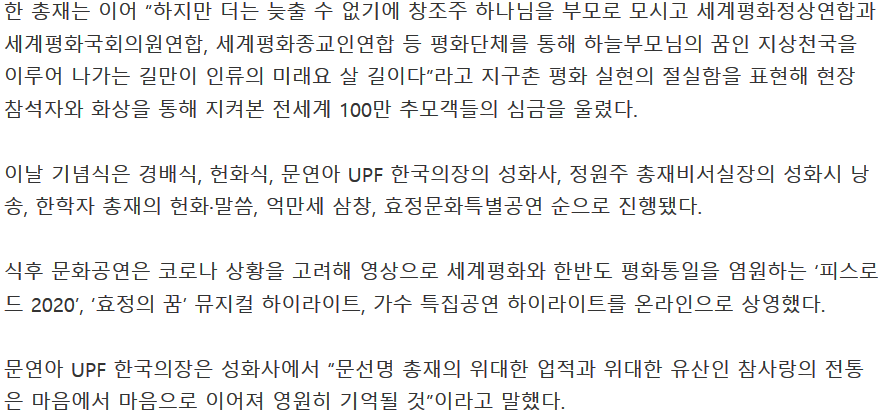 한 총재는 이어 “하지만 더는 늦출 수 없기에 창조주 하나님을 부모로 모시고 세계평화정상연합과
세계평화국회의원연합, 세계평화종교인연합 등 평화단체를 통해 하늘부모님의 꿈인 지상천국을
이루어 나가는 길만이 인류의 미래요 살 길이다”라고 지구촌 평화 실현의 절실함을 표현해 현장
참석자와 화상을 통해 지켜본 전세계 100만 추모객들의 심금을 울렸다.
이날 기념식은 경배식, 헌화식, 문연아 UPF 한국의장의 성화사, 정원주 총재비서실장의 성화시 낭
송, 한학자 총재의 헌화·말씀, 억만세 삼창, 효정문화특별공연 순으로 진행됐다.
식후 문화공연은 코로나 상황을 고려해 영상으로 세계평화와 한반도 평화통일을 염원하는 ‘피스로
드 2020’, ‘효정의 꿈’ 뮤지컬 하이라이트, 가수 특집공연 하이라이트를 온라인으로 상영했다.
문연아 UPF 한국의장은 성화사에서 “문선명 총재의 위대한 업적과 위대한 유산인 참사랑의 전통
은 마음에서 마음으로 이어져 영원히 기억될 것”이라고 말했다.